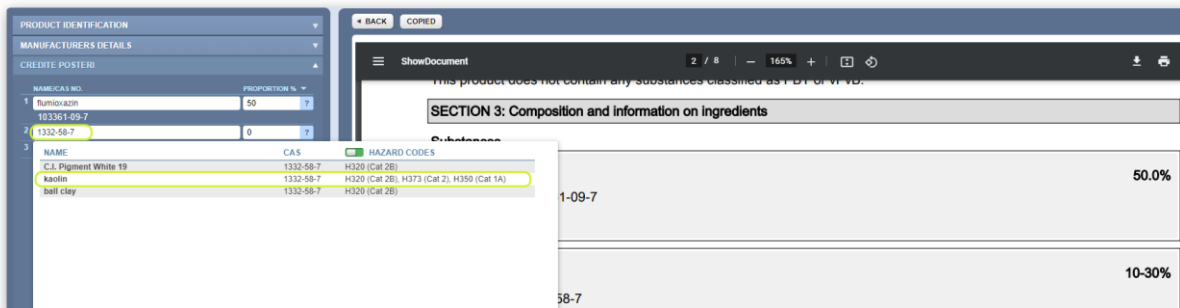 PRODUCT IDENTIFICATION
MANUFACTURERS DETAILS
CREDITE POSTERI
NAME/CAS NO. PROPORTION %
1 flumioxazin 50 ?
103361-09-7
2 1332-58-7 0 ?
3
NAME CAS HAZARD CODES
C.I. Pigment White 19 1332-58-7 H320 (Cat 2B)
kaolin 1332-58-7 H320 (Cat 2B), H373 (Cat 2), H350 (Cat 1A)
ball clay 1332-58-7 H320 (Cat 2B)
BACK COPIED
ShowDocument 2 / 8 — 165% +
This product does not contain any substances classified as PBT or vPvB.
SECTION 3: Composition and information on ingredients
Substances
50.0%
1-09-7
10-30%
58-7